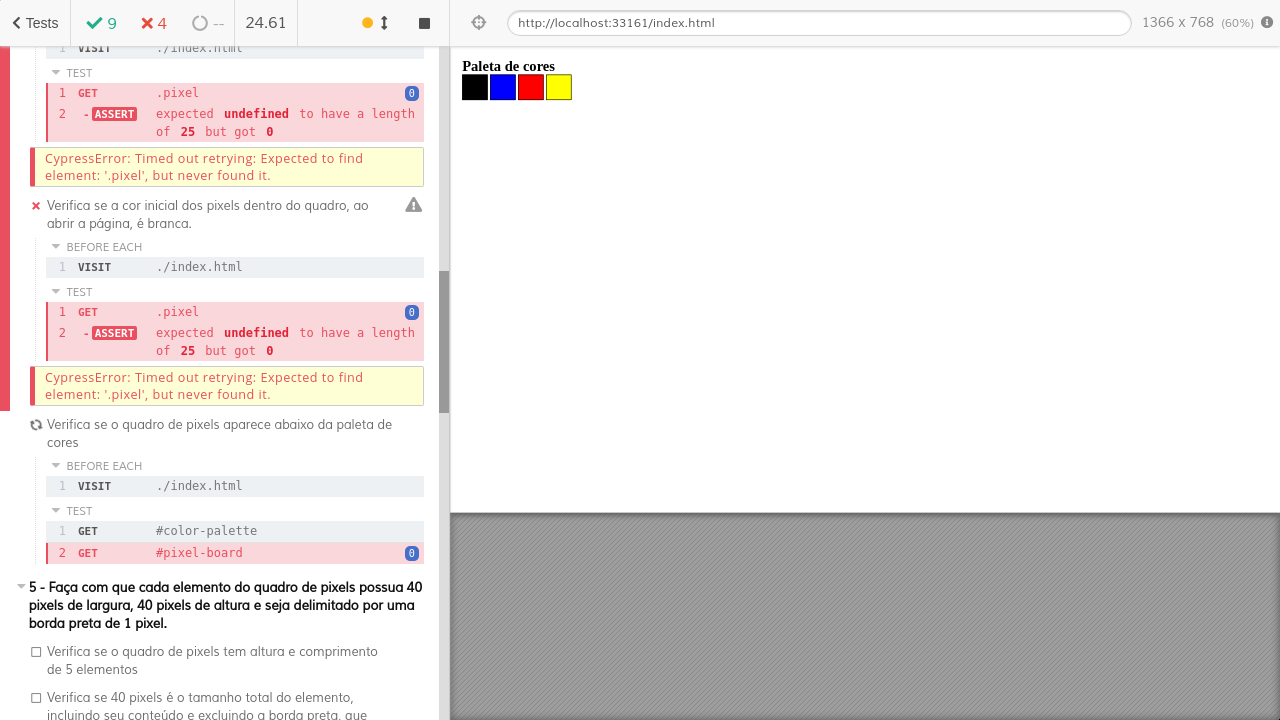 Tests 9 4 -- 24.61
http://localhost:33161/index.html 1366 x 768 (60%)
1 VISIT ./index.html
TEST
1 GET .pixel 0
2 -ASSERT expected undefined to have a length
of 25 but got 0
CypressError: Timed out retrying: Expected to find
element: '.pixel', but never found it.
Verifica se a cor inicial dos pixels dentro do quadro, ao
abrir a página, é branca.
BEFORE EACH
1 VISIT ./index.html
TEST
1 GET .pixel 0
2 -ASSERT expected undefined to have a length
of 25 but got 0
CypressError: Timed out retrying: Expected to find
element: '.pixel', but never found it.
Verifica se o quadro de pixels aparece abaixo da paleta de
cores
BEFORE EACH
1 VISIT ./index.html
TEST
1 GET #color-palette
2 GET #pixel-board 0
5 - Faça com que cada elemento do quadro de pixels possua 40
pixels de largura, 40 pixels de altura e seja delimitado por uma
borda preta de 1 pixel.
Verifica se o quadro de pixels tem altura e comprimento
de 5 elementos
Verifica se 40 pixels é o tamanho total do elemento,
incluindo seu conteúdo e excluindo a borda preta, que
Paleta de cores